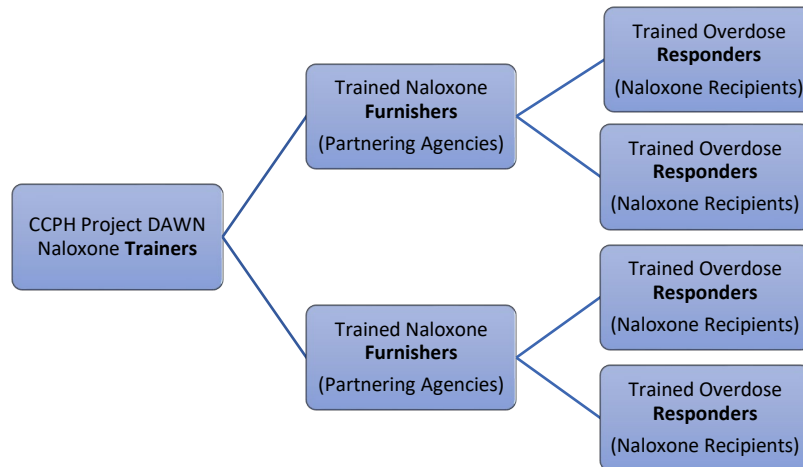 CCPH Project DAWN
Naloxone Trainers
Trained Naloxone
Furnishers
(Partnering Agencies)
Trained Overdose
Responders
(Naloxone Recipients)
Trained Overdose
Responders
(Naloxone Recipients)
Trained Naloxone
Furnishers
(Partnering Agencies)
Trained Overdose
Responders
(Naloxone Recipients)
Trained Overdose
Responders
(Naloxone Recipients)